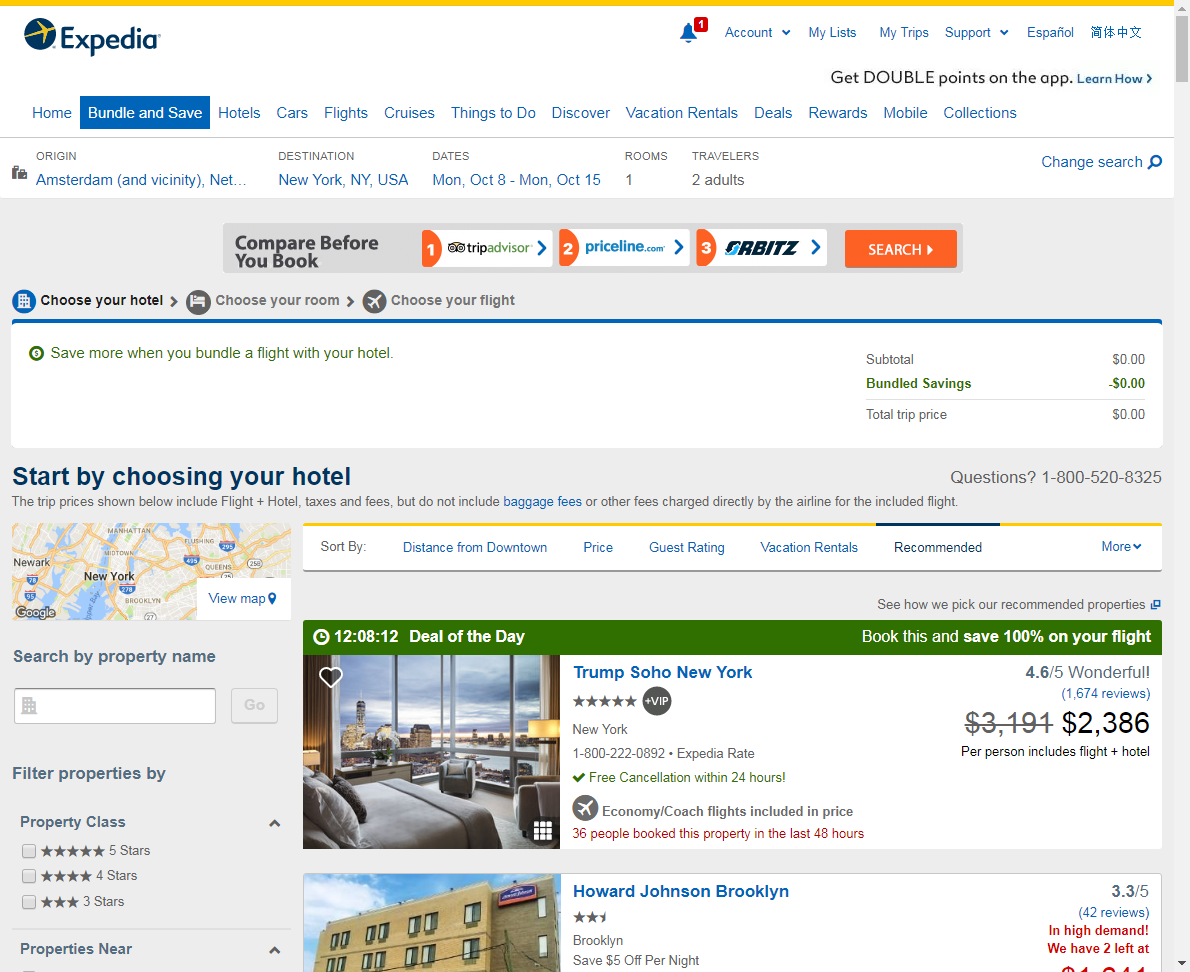 Expedia
1
Account
My Lists
My Trips
Support
Español
简体中文
Get DOUBLE points on the app. Learn How
Home
Bundle and Save
Hotels
Cars
Flights
Cruises
Things to Do
Discover
Vacation Rentals
Deals
Rewards
Mobile
Collections
ORIGIN
Amsterdam (and vicinity), Net...
DESTINATION
New York, NY, USA
DATES
Mon, Oct 8 - Mon, Oct 15
ROOMS
1
TRAVELERS
2 adults
Change search
Compare Before
You Book
1 tripadvisor
2 priceline.com
3 ORBITZ
SEARCH
Choose your hotel
Choose your room
Choose your flight
Save more when you bundle a flight with your hotel.
Subtotal $0.00
Bundled Savings -$0.00
Total trip price $0.00
Start by choosing your hotel
Questions? 1-800-520-8325
The trip prices shown below include Flight + Hotel, taxes and fees, but do not include baggage fees or other fees charged directly by the airline for the included flight.
MANHATTAN
FLUSHING
MIDTOWN
295
Newark
495
QUEENS
258
78
New York
25
278
95
BROOKLYN
27
Google
View map
Sort By:
Distance from Downtown
Price
Guest Rating
Vacation Rentals
Recommended
More
See how we pick our recommended properties
Search by property name
Go
Filter properties by
Property Class
5 Stars
4 Stars
3 Stars
Properties Near
12:08:12 Deal of the Day
Book this and save 100% on your flight
Trump Soho New York
+VIP
New York
1-800-222-0892 • Expedia Rate
Free Cancellation within 24 hours!
Economy/Coach flights included in price
36 people booked this property in the last 48 hours
4.6/5 Wonderful!
(1,674 reviews)
$3,191 $2,386
Per person includes flight + hotel
Howard Johnson Brooklyn
Brooklyn
Save $5 Off Per Night
3.3/5
(42 reviews)
In high demand!
We have 2 left at